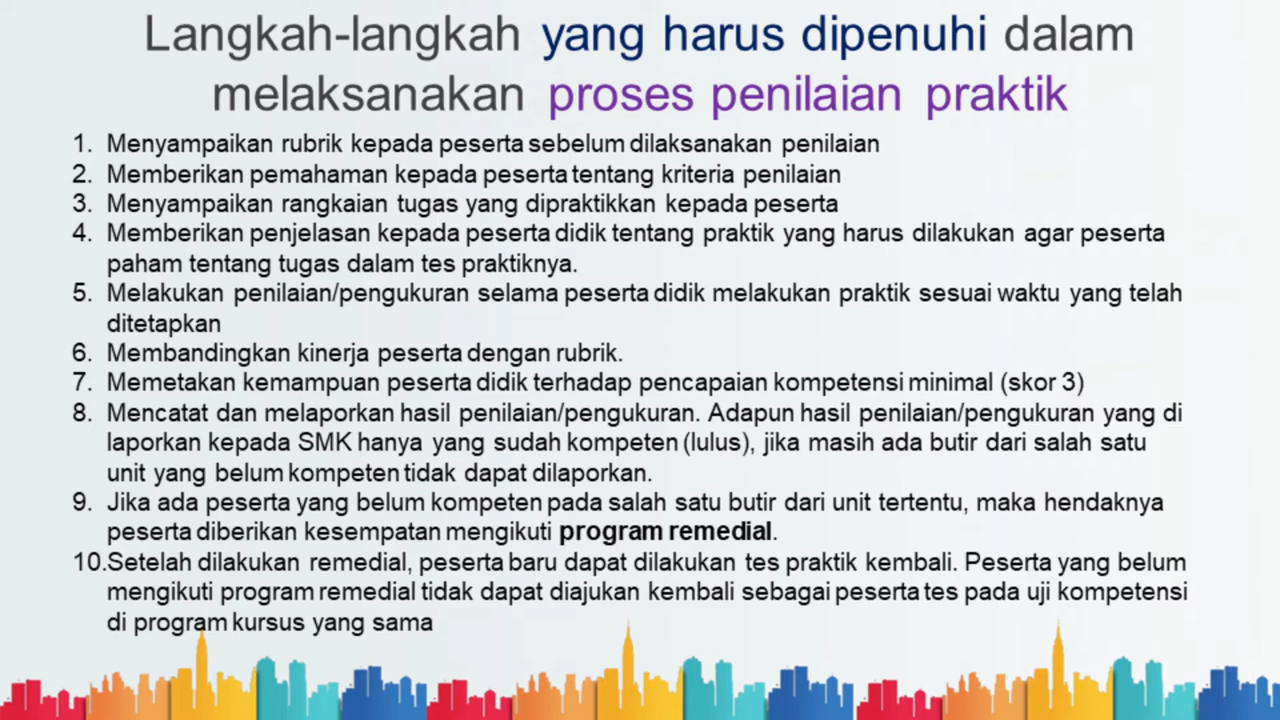 Langkah-langkah yang harus dipenuhi dalam
melaksanakan proses penilaian praktik
1. Menyampaikan rubrik kepada peserta sebelum dilaksanakan penilaian
2. Memberikan pemahaman kepada peserta tentang kriteria penilaian
3. Menyampaikan rangkaian tugas yang dipraktikkan kepada peserta
4. Memberikan penjelasan kepada peserta didik tentang praktik yang harus dilakukan agar peserta
paham tentang tugas dalam tes praktiknya.
5. Melakukan penilaian/pengukuran selama peserta didik melakukan praktik sesuai waktu yang telah
ditetapkan
6. Membandingkan kinerja peserta dengan rubrik.
7. Memetakan kemampuan peserta didik terhadap pencapaian kompetensi minimal (skor 3)
8. Mencatat dan melaporkan hasil penilaian/pengukuran. Adapun hasil penilaian/pengukuran yang di
laporkan kepada SMK hanya yang sudah kompeten (lulus), jika masih ada butir dari salah satu
unit yang belum kompeten tidak dapat dilaporkan.
9. Jika ada peserta yang belum kompeten pada salah satu butir dari unit tertentu, maka hendaknya
peserta diberikan kesempatan mengikuti program remedial.
10.Setelah dilakukan remedial, peserta baru dapat dilakukan tes praktik kembali. Peserta yang belum
mengikuti program remedial tidak dapat diajukan kembali sebagai peserta tes pada uji kompetensi
di program kursus yang sama